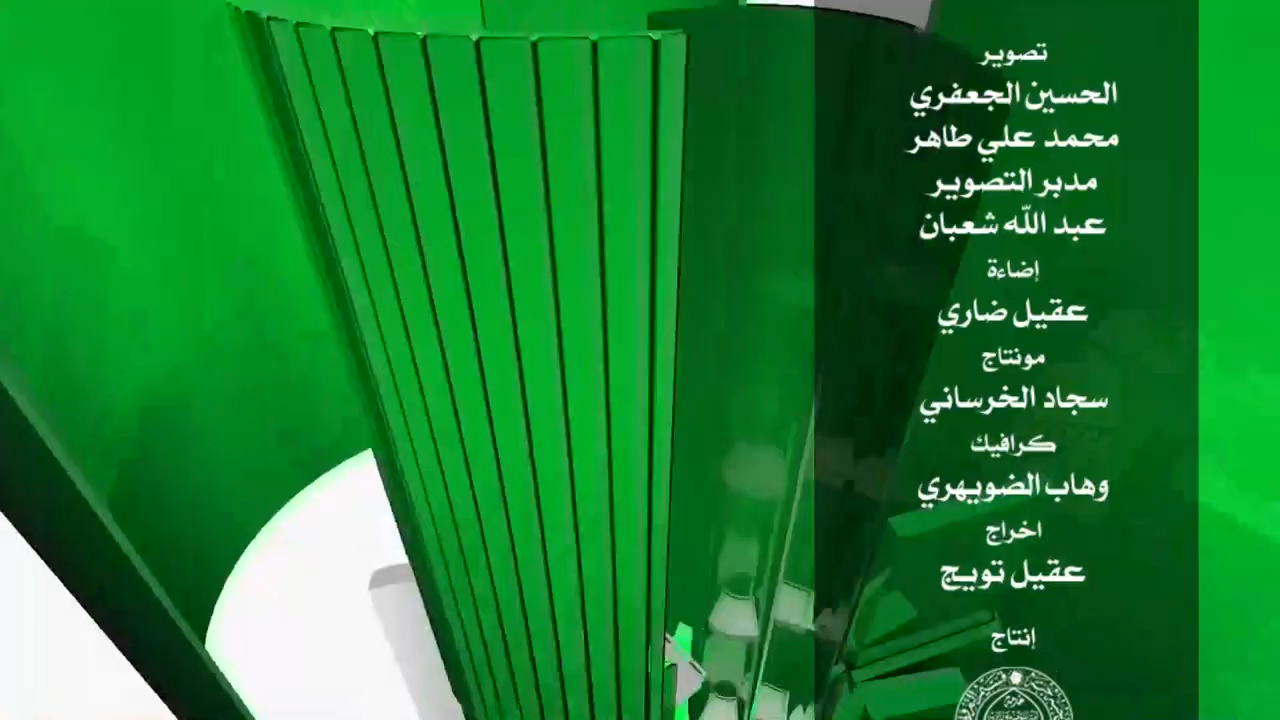 تصوير
الحسين الجعفري
محمد علي طاهر
مدير التصوير
عبد الله شعبان
إضاءة
عقيل ضاري
مونتاج
سجاد الخرساني
كرافيك
وهاب الضويهري
اخراج
عقيل تويج
إنتاج